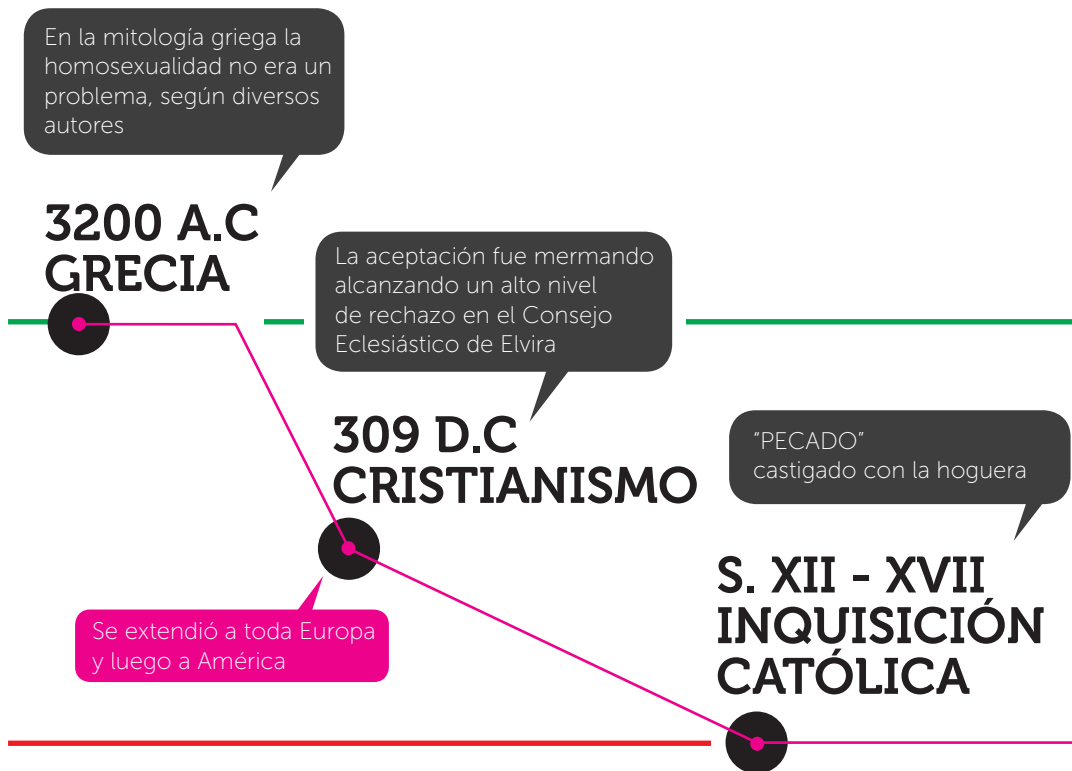 En la mitología griega la
homosexualidad no era un
problema, según diversos
autores
3200 A.C
GRECIA
La aceptación fue mermando
alcanzando un alto nivel
de rechazo en el Consejo
Eclesiástico de Elvira
309 D.C
CRISTIANISMO
Se extendió a toda Europa
y luego a América
"PECADO"
castigado con la hoguera
S. XII - XVII
INQUISICIÓN
CATÓLICA